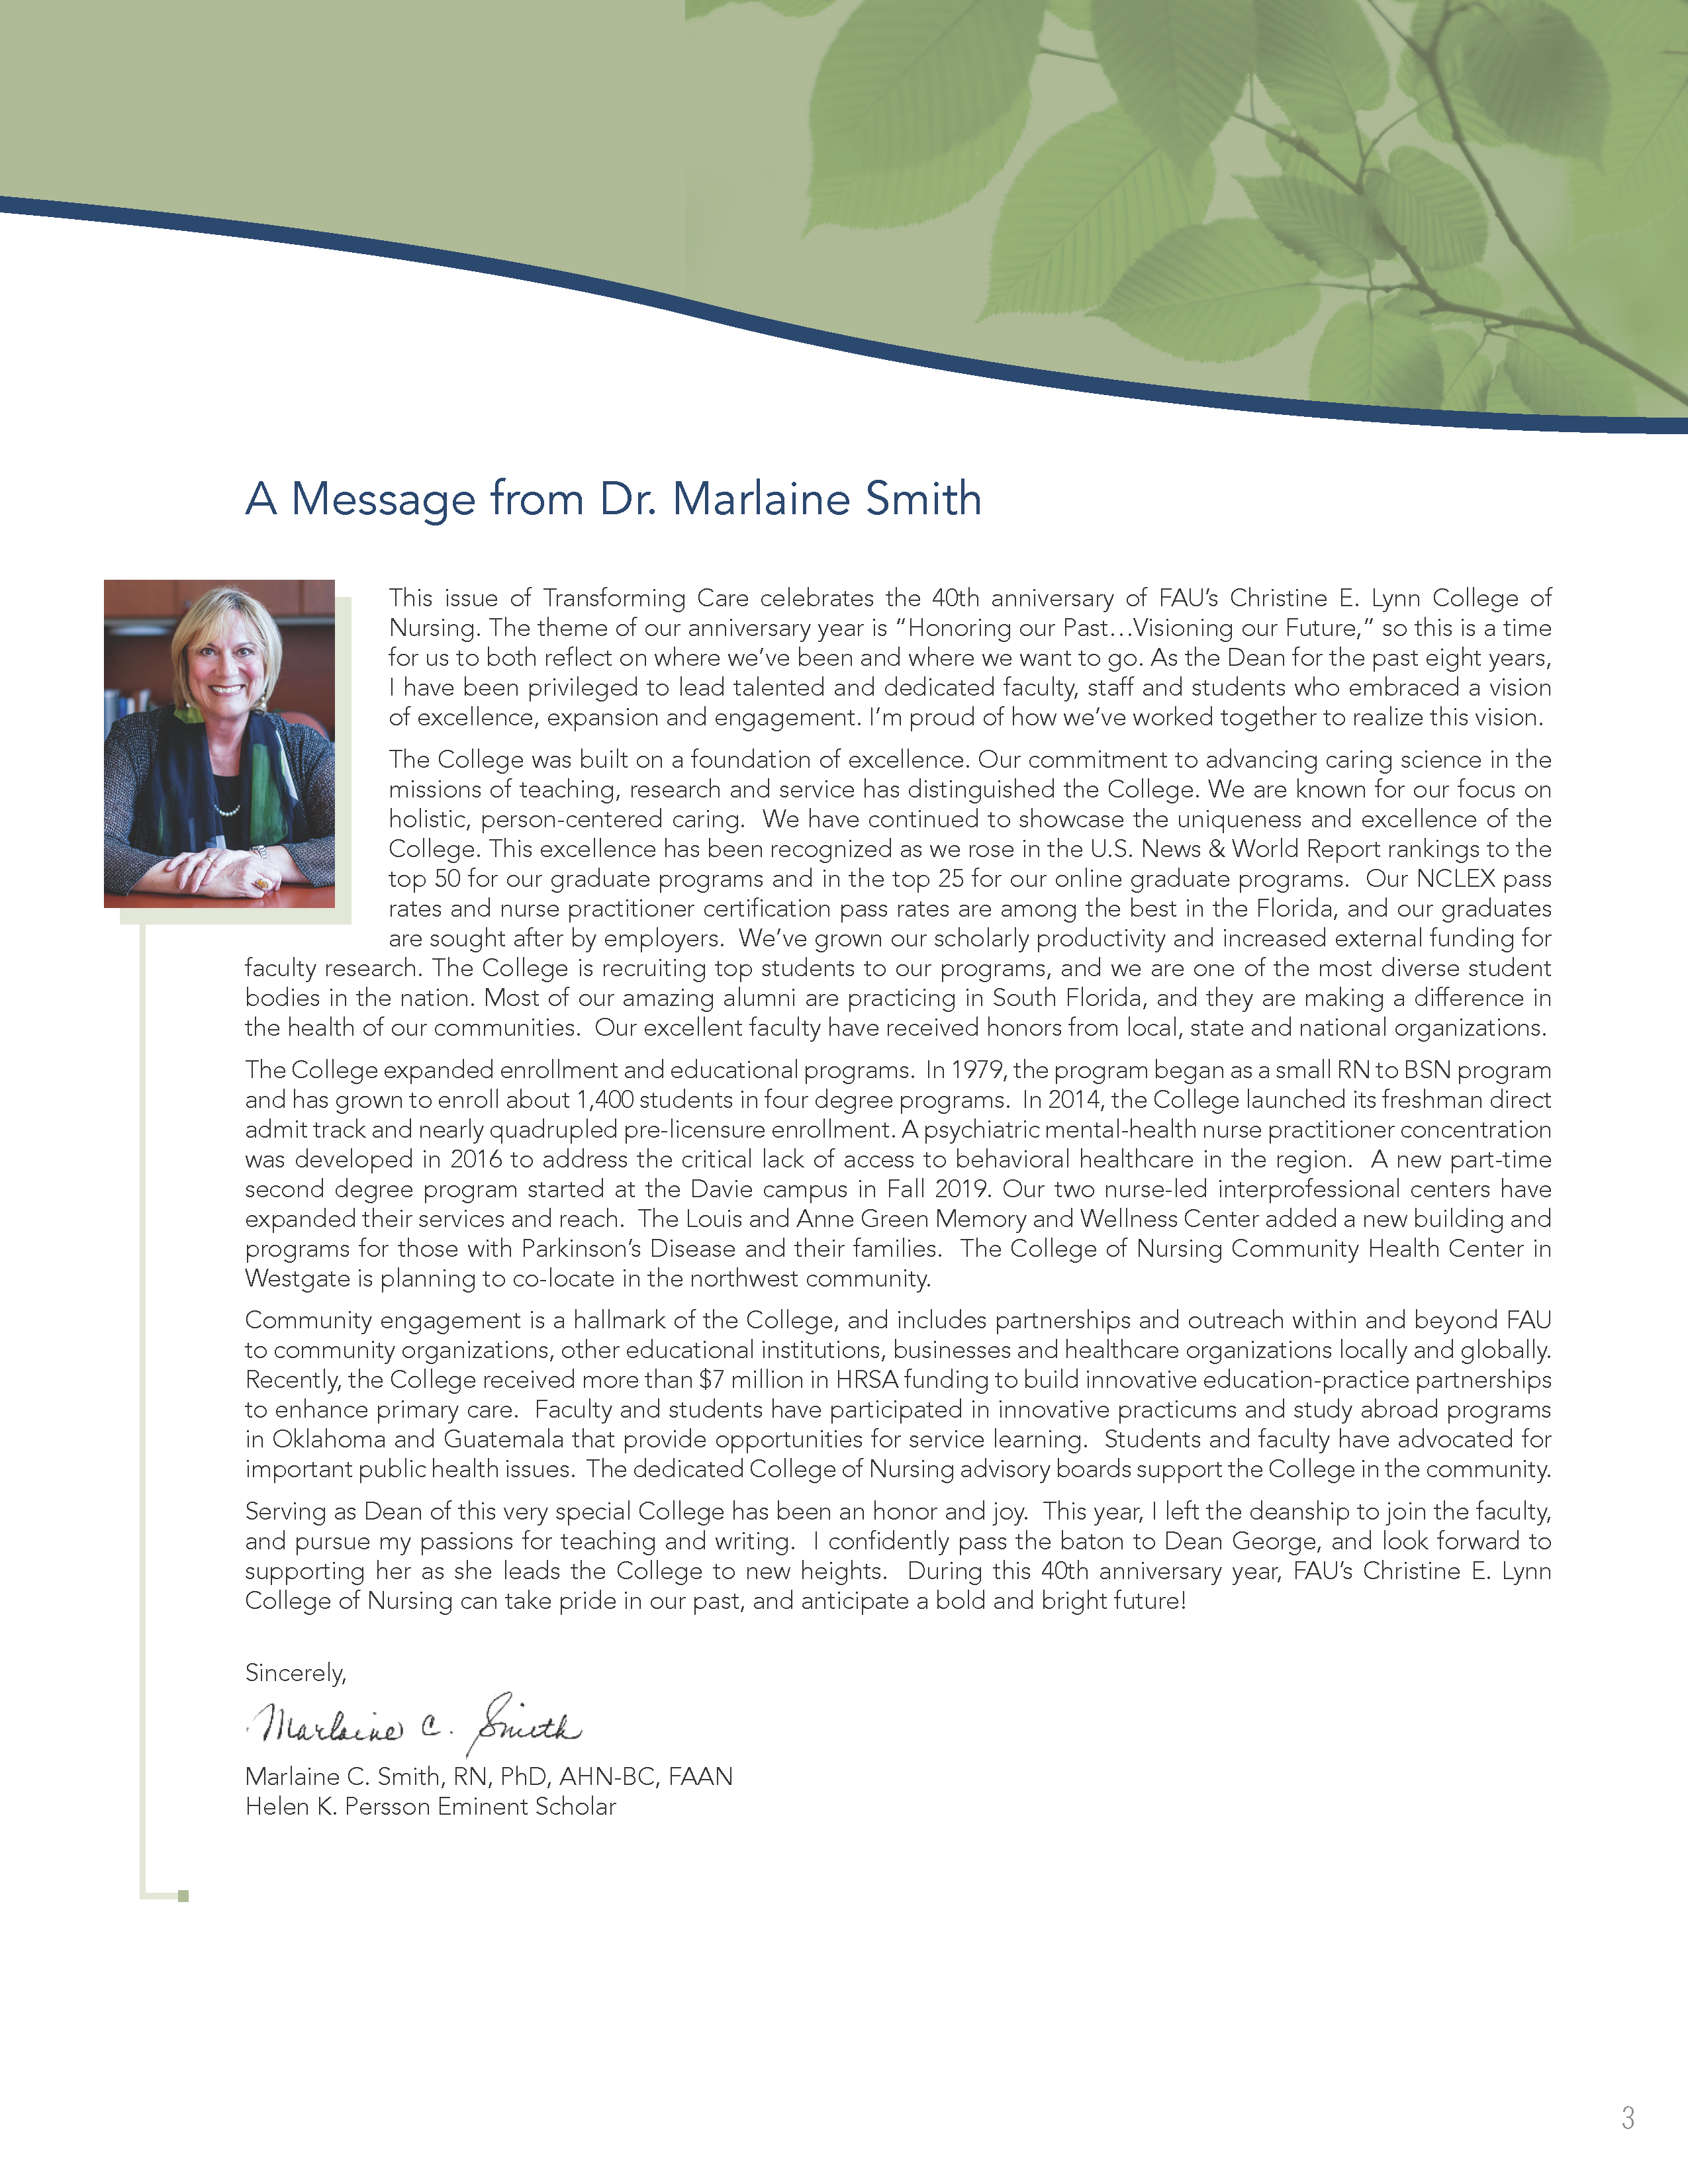 A Message from Dr. Marlaine Smith
This issue of Transforming Care celebrates the 40th anniversary of FAU’s Christine E. Lynn College of
Nursing. The theme of our anniversary year is “Honoring our Past…Visioning our Future,” so this is a time
for us to both reflect on where we’ve been and where we want to go. As the Dean for the past eight years,
I have been privileged to lead talented and dedicated faculty, staff and students who embraced a vision
of excellence, expansion and engagement. I’m proud of how we’ve worked together to realize this vision.
The College was built on a foundation of excellence. Our commitment to advancing caring science in the
missions of teaching, research and service has distinguished the College. We are known for our focus on
holistic, person-centered caring. We have continued to showcase the uniqueness and excellence of the
College. This excellence has been recognized as we rose in the U.S. News & World Report rankings to the
top 50 for our graduate programs and in the top 25 for our online graduate programs. Our NCLEX pass
rates and nurse practitioner certification pass rates are among the best in the Florida, and our graduates
are sought after by employers. We’ve grown our scholarly productivity and increased external funding for
faculty research. The College is recruiting top students to our programs, and we are one of the most diverse student
bodies in the nation. Most of our amazing alumni are practicing in South Florida, and they are making a difference in
the health of our communities. Our excellent faculty have received honors from local, state and national organizations.
The College expanded enrollment and educational programs. In 1979, the program began as a small RN to BSN program
and has grown to enroll about 1,400 students in four degree programs. In 2014, the College launched its freshman direct
admit track and nearly quadrupled pre-licensure enrollment. A psychiatric mental-health nurse practitioner concentration
was developed in 2016 to address the critical lack of access to behavioral healthcare in the region. A new part-time
second degree program started at the Davie campus in Fall 2019. Our two nurse-led interprofessional centers have
expanded their services and reach. The Louis and Anne Green Memory and Wellness Center added a new building and
programs for those with Parkinson’s Disease and their families. The College of Nursing Community Health Center in
Westgate is planning to co-locate in the northwest community.
Community engagement is a hallmark of the College, and includes partnerships and outreach within and beyond FAU
to community organizations, other educational institutions, businesses and healthcare organizations locally and globally.
Recently, the College received more than $7 million in HRSA funding to build innovative education-practice partnerships
to enhance primary care. Faculty and students have participated in innovative practicums and study abroad programs
in Oklahoma and Guatemala that provide opportunities for service learning. Students and faculty have advocated for
important public health issues. The dedicated College of Nursing advisory boards support the College in the community.
Serving as Dean of this very special College has been an honor and joy. This year, I left the deanship to join the faculty,
and pursue my passions for teaching and writing. I confidently pass the baton to Dean George, and look forward to
supporting her as she leads the College to new heights. During this 40th anniversary year, FAU’s Christine E. Lynn
College of Nursing can take pride in our past, and anticipate a bold and bright future!
Sincerely,
Marlaine C. Smith
Marlaine C. Smith, RN, PhD, AHN-BC, FAAN
Helen K. Persson Eminent Scholar
3